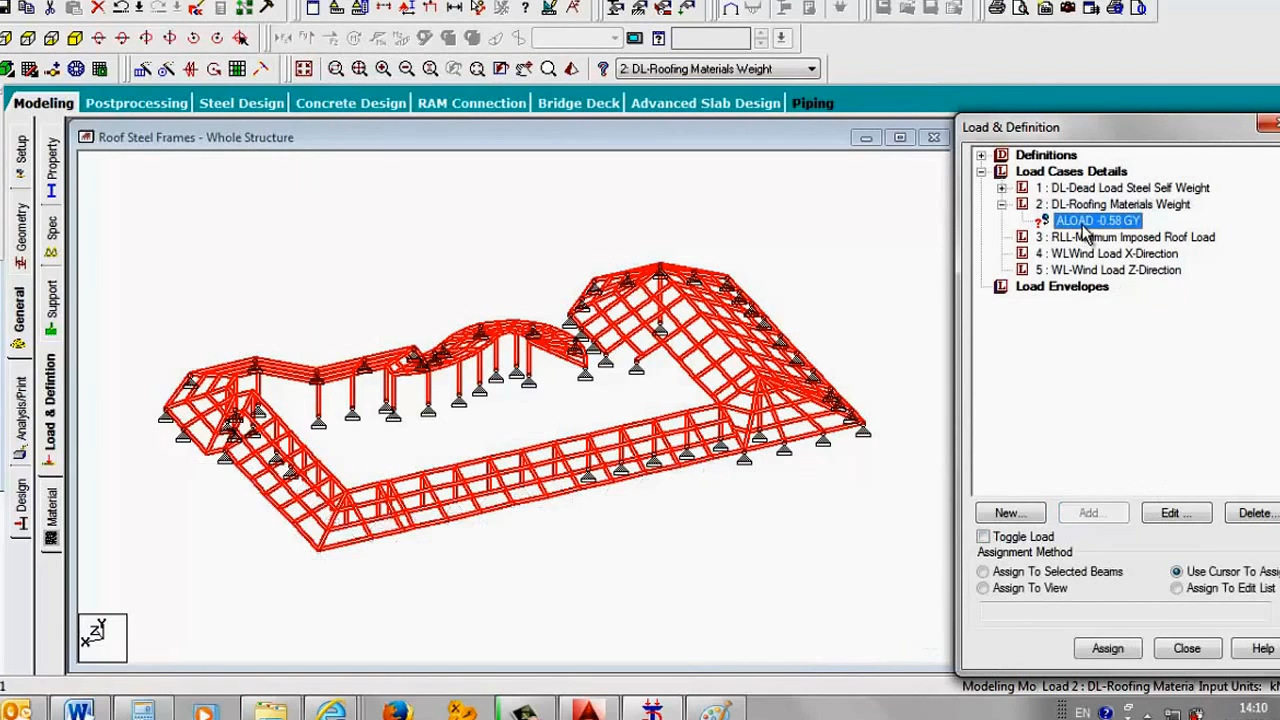 2: DL-Roofing Materials Weight
Modeling
Postprocessing
Steel Design
Concrete Design
RAM Connection
Bridge Deck
Advanced Slab Design
Piping
Setup
Geometry
General
Analysis/Print
Design
Property
Spec
Support
Load & Definition
Material
Roof Steel Frames - Whole Structure
Y
Z
X
Load & Definition
D Definitions
L Load Cases Details
L 1 : DL-Dead Load Steel Self Weight
L 2 : DL-Roofing Materials Weight
ALOAD -0.58 GY
L 3 : RLL-Minimum Imposed Roof Load
L 4 : WLWind Load X-Direction
L 5 : WL-Wind Load Z-Direction
L Load Envelopes
New...
Add...
Edit ...
Delete...
Toggle Load
Assignment Method
Assign To Selected Beams
Use Cursor To Assi
Assign To View
Assign To Edit List
Assign
Close
Help
1
Modeling Mo
Load 2 : DL-Roofing Materia
Input Units:
EN
14:10